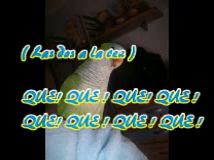 ( Las dos a la vez )
QUE! QUE ! QUE! QUE !
QUE! QUE ! QUE ! QUE !